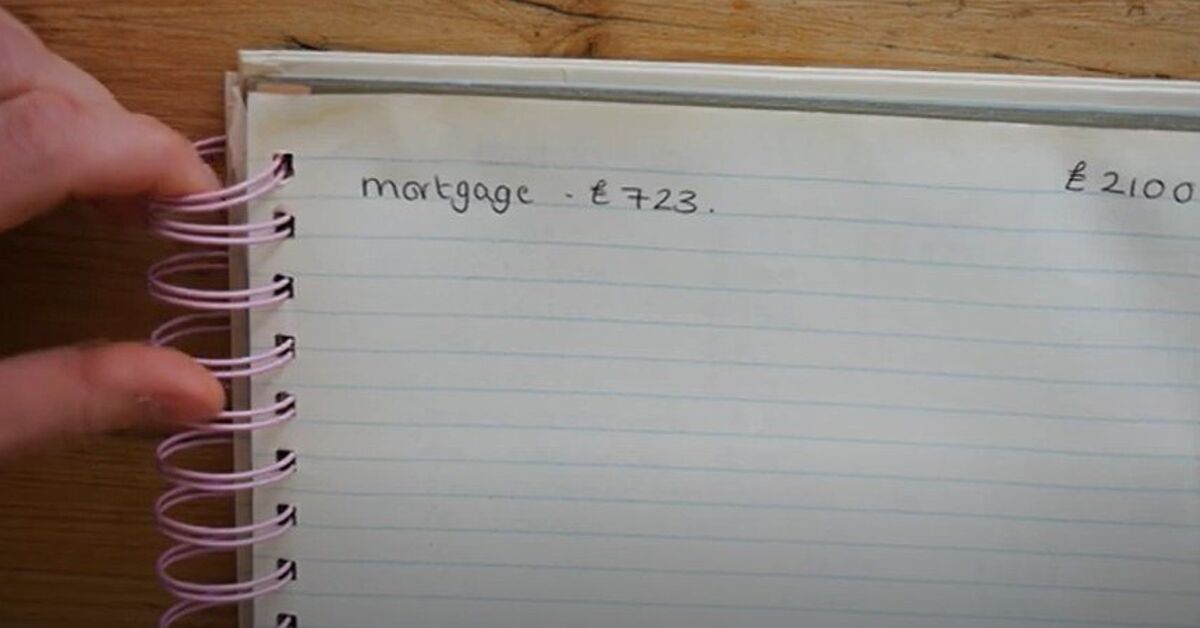 mortgage . £723.
£2100